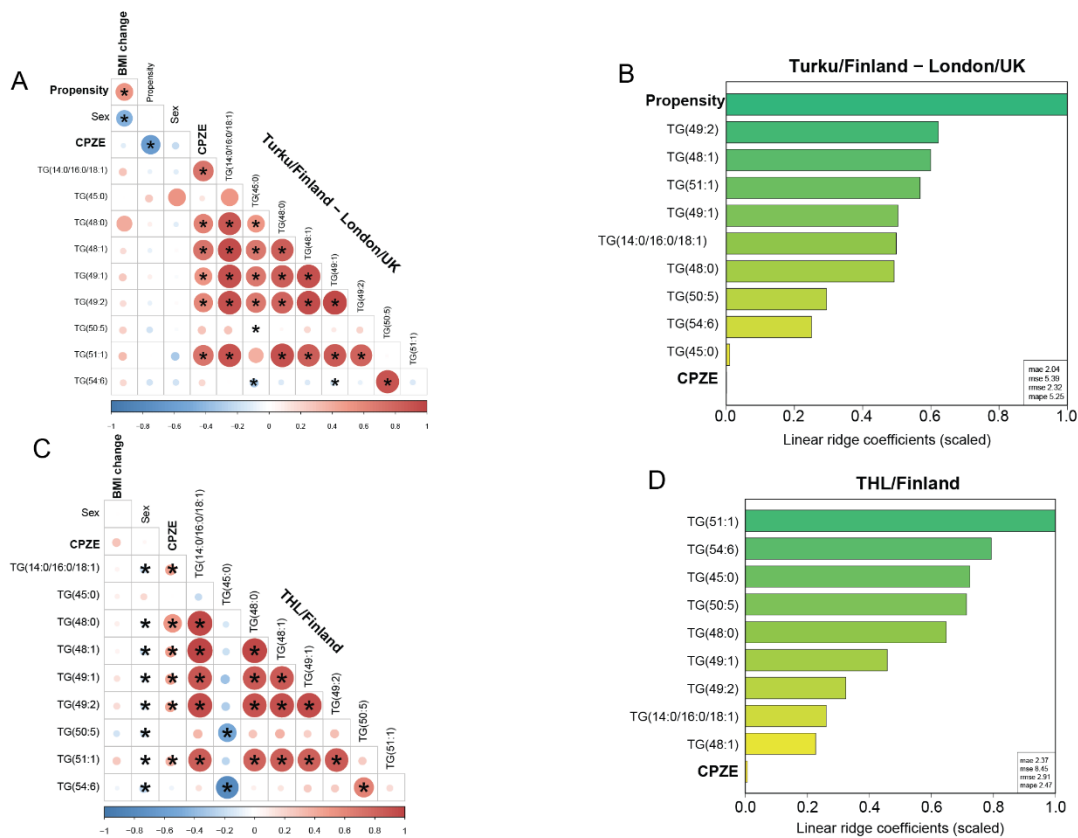 A
BMI change
Propensity
Sex
CPZE
TG(14:0/16:0/18:1)
TG(45:0)
TG(48:0)
TG(48:1)
TG(49:1)
TG(49:2)
TG(50:5)
TG(51:1)
Turku/Finland – London/UK
Propensity
Sex
CPZE
TG(14:0/16:0/18:1)
TG(45:0)
TG(48:0)
TG(48:1)
TG(49:1)
TG(49:2)
TG(50:5)
TG(51:1)
TG(54:6)
−1 −0.8 −0.6 −0.4 −0.2 0 0.2 0.4 0.6 0.8 1
B
Turku/Finland – London/UK
Propensity
TG(49:2)
TG(48:1)
TG(51:1)
TG(49:1)
TG(14:0/16:0/18:1)
TG(48:0)
TG(50:5)
TG(54:6)
TG(45:0)
CPZE
mae 2.04
mse 5.39
rmse 2.32
mape 5.25
0.0 0.2 0.4 0.6 0.8 1.0
Linear ridge coefficients (scaled)
C
BMI change
Sex
CPZE
TG(14:0/16:0/18:1)
TG(45:0)
TG(48:0)
TG(48:1)
TG(49:1)
TG(49:2)
TG(50:5)
TG(51:1)
THL/Finland
Sex
CPZE
TG(14:0/16:0/18:1)
TG(45:0)
TG(48:0)
TG(48:1)
TG(49:1)
TG(49:2)
TG(50:5)
TG(51:1)
TG(54:6)
−1 −0.8 −0.6 −0.4 −0.2 0 0.2 0.4 0.6 0.8 1
D
THL/Finland
TG(51:1)
TG(54:6)
TG(45:0)
TG(50:5)
TG(48:0)
TG(49:1)
TG(49:2)
TG(14:0/16:0/18:1)
TG(48:1)
CPZE
mae 2.37
mse 8.45
rmse 2.91
mape 2.47
0.0 0.2 0.4 0.6 0.8 1.0
Linear ridge coefficients (scaled)